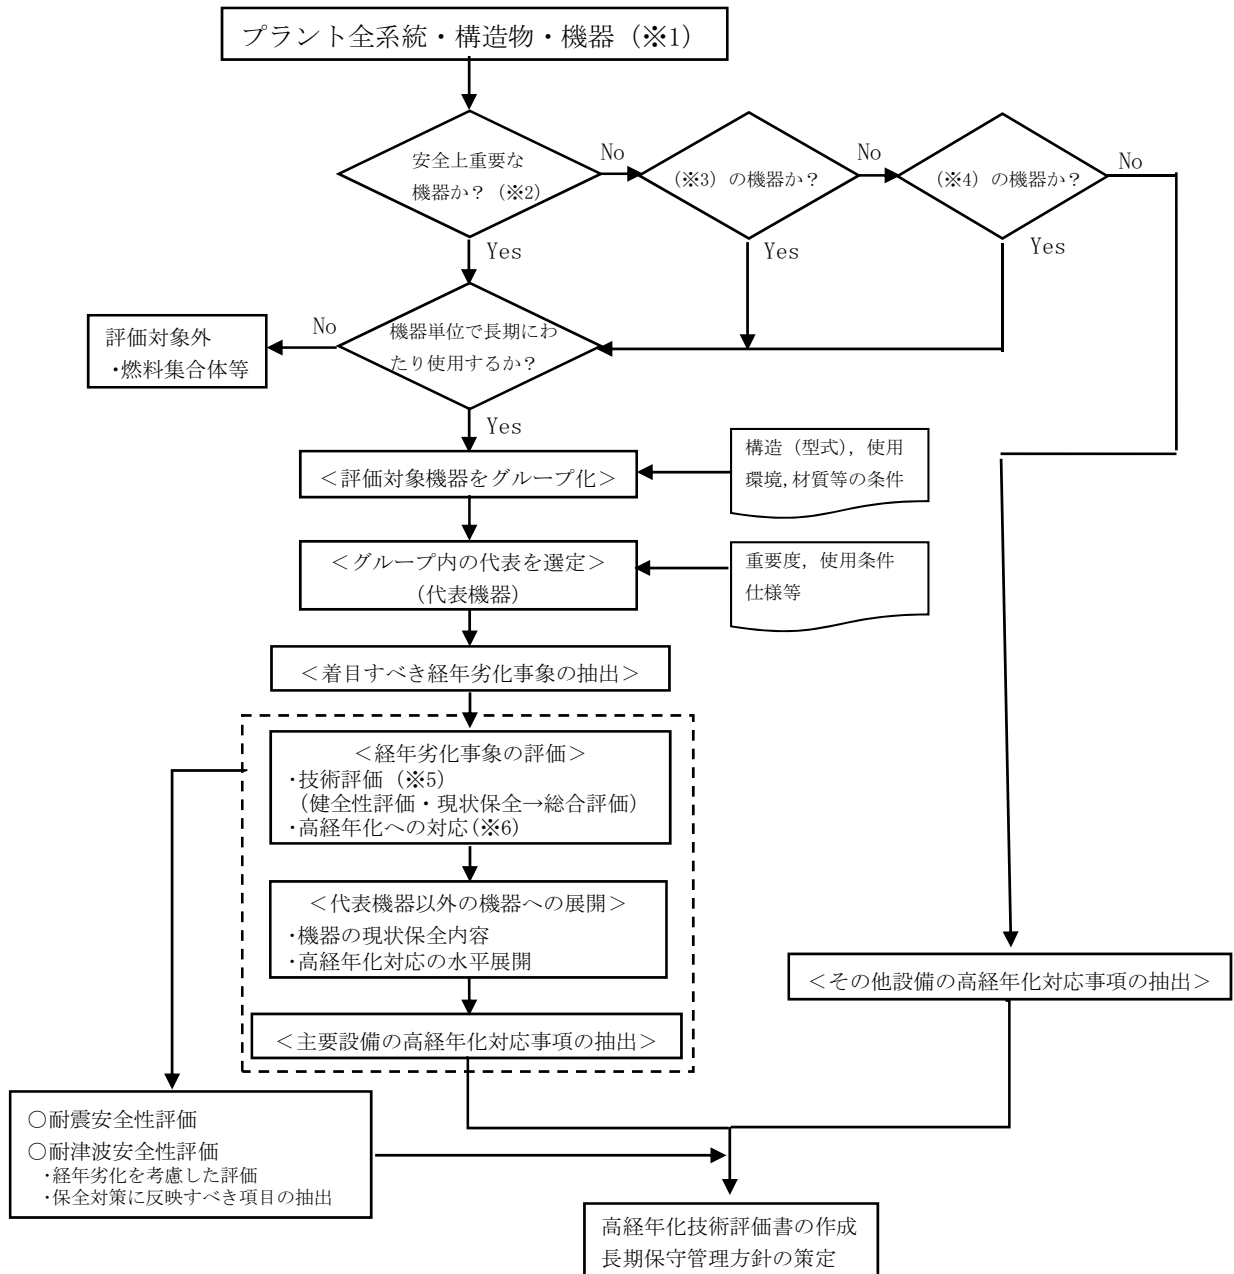 プラント全系統・構造物・機器（※1）
安全上重要な
機器か？（※2）
No
（※3）の機器か？
No
（※4）の機器か？
No
Yes
Yes
Yes
評価対象外
・燃料集合体等
No
機器単位で長期にわ
たり使用するか？
Yes
＜評価対象機器をグループ化＞
構造（型式），使用
環境,材質等の条件
＜グループ内の代表を選定＞
（代表機器）
重要度，使用条件
仕様等
＜着目すべき経年劣化事象の抽出＞
＜経年劣化事象の評価＞
・技術評価（※5）
（健全性評価・現状保全→総合評価）
・高経年化への対応(※6)
＜代表機器以外の機器への展開＞
・機器の現状保全内容
・高経年化対応の水平展開
＜その他設備の高経年化対応事項の抽出＞
＜主要設備の高経年化対応事項の抽出＞
○耐震安全性評価
○耐津波安全性評価
・経年劣化を考慮した評価
・保全対策に反映すべき項目の抽出
高経年化技術評価書の作成
長期保守管理方針の策定